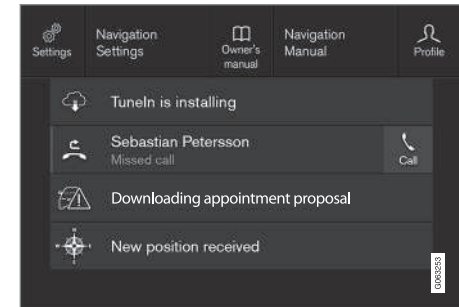 Settings
Navigation Settings
Owner's manual
Navigation Manual
Profile
TuneIn is installing
Sebastian Petersson
Missed call
Call
Downloading appointment proposal
New position received
G063253